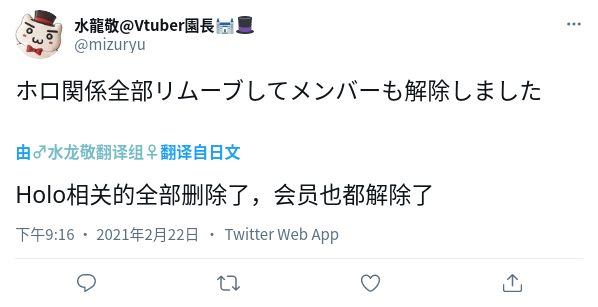 水龍敬@Vtuber園長🏰🎩
@mizuryu
ホロ関係全部リムーブしてメンバーも解除しました
由♂水龙敬翻译组♀翻译自日文
Holo相关的全部删除了，会员也都解除了
下午9:16 · 2021年2月22日 · Twitter Web App